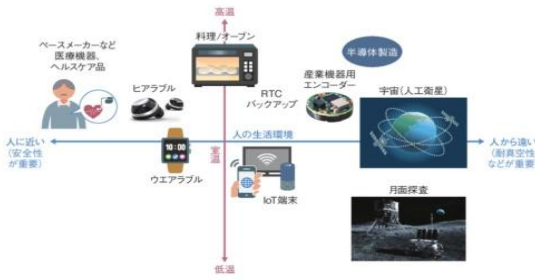 高温
料理/オーブン
半導体製造
ペースメーカーなど
医療機器、
ヘルスケア品
ヒアラブル
RTC
バックアップ
産業機器用
エンコーダー
宇宙(人工衛星)
人に近い
(安全性
が重要)
人の生活環境
人から遠い
(耐真空性
などが重要)
室温
10:00
ウエアラブル
IoT端末
月面探査
低温